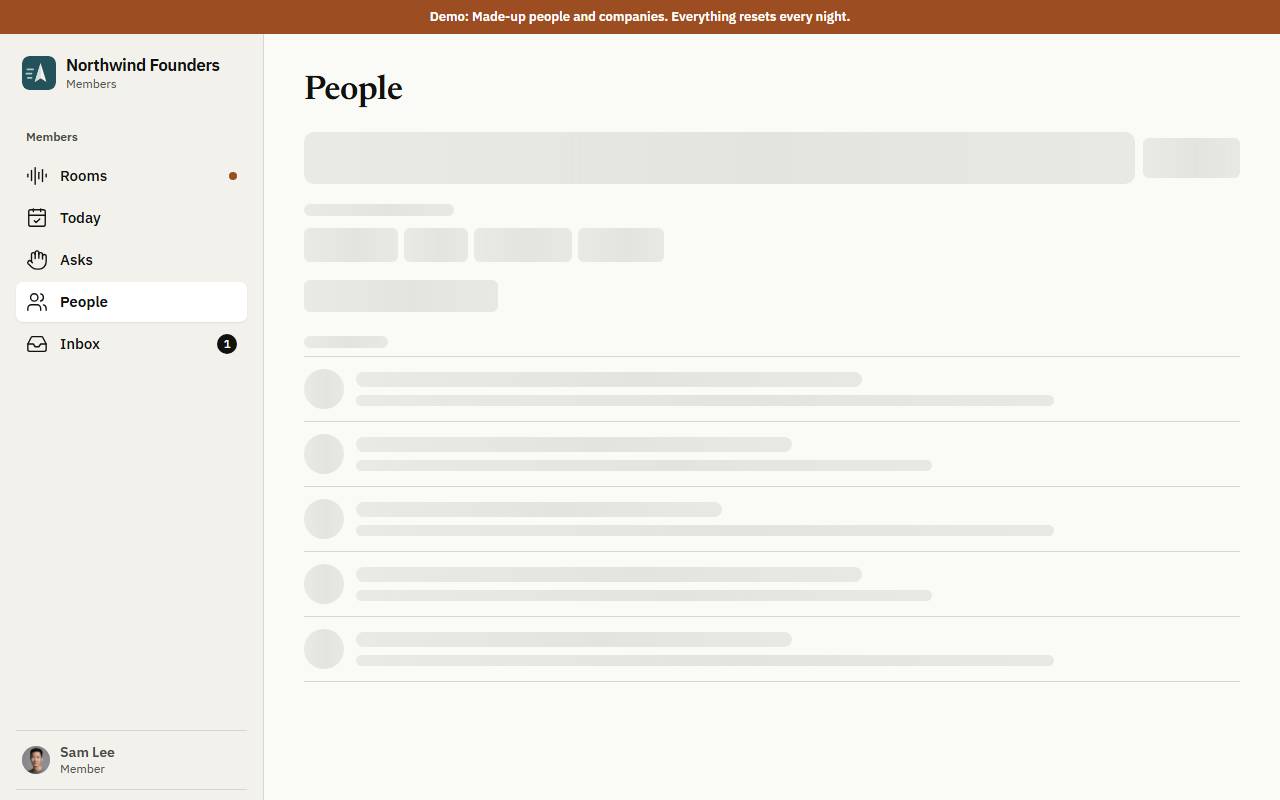 Demo: Made-up people and companies. Everything resets every night.
Northwind Founders
Members
Members
Rooms
Today
Asks
People
Inbox
1
Sam Lee
Member
People